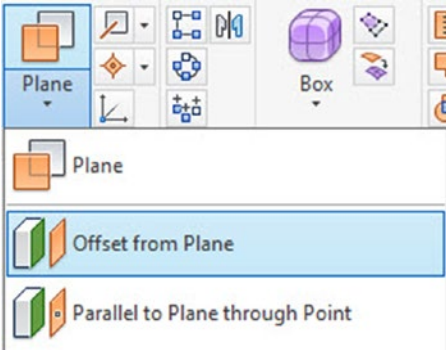 Plane
Box
Plane
Offset from Plane
Parallel to Plane through Point